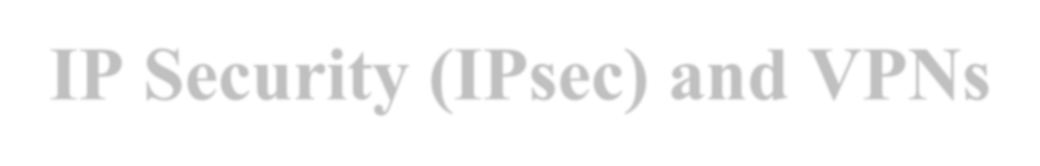 IP Security (IPsec) and VPNs